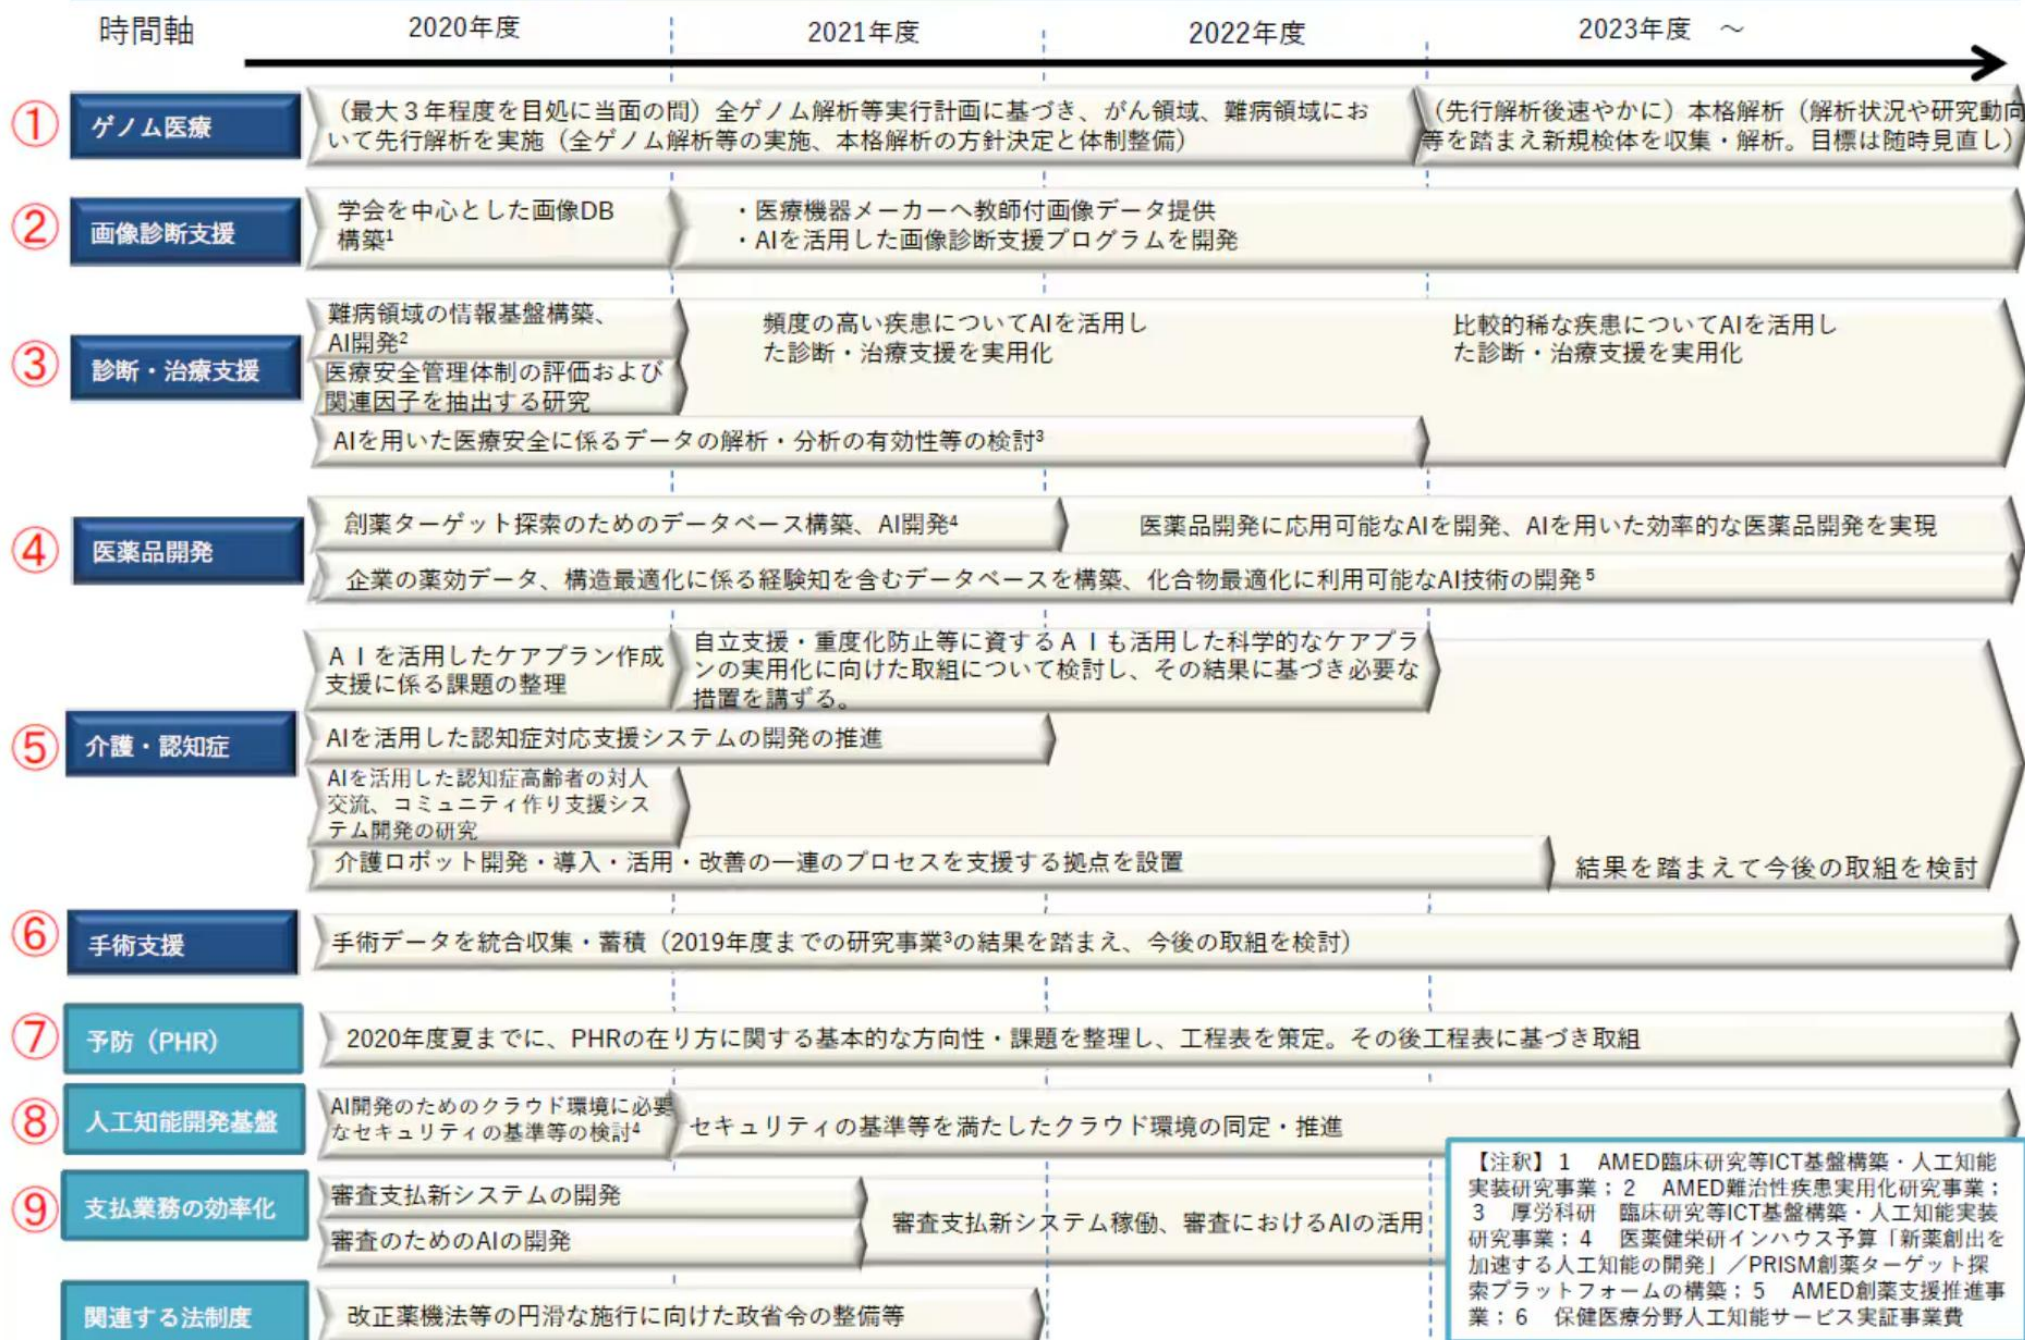 時間軸
2020年度
2021年度
2022年度
2023年度　～
①
ゲノム医療
（最大３年程度を目処に当面の間）全ゲノム解析等実行計画に基づき、がん領域、難病領域にお
いて先行解析を実施（全ゲノム解析等の実施、本格解析の方針決定と体制整備）
（先行解析後速やかに）本格解析（解析状況や研究動向
等を踏まえ新規検体を収集・解析。目標は随時見直し）
②
画像診断支援
学会を中心とした画像DB
構築¹
・医療機器メーカーへ教師付画像データ提供
・AIを活用した画像診断支援プログラムを開発
③
診断・治療支援
難病領域の情報基盤構築、
AI開発²
医療安全管理体制の評価および
関連因子を抽出する研究
頻度の高い疾患についてAIを活用し
た診断・治療支援を実用化
比較的稀な疾患についてAIを活用し
た診断・治療支援を実用化
AIを用いた医療安全に係るデータの解析・分析の有効性等の検討³
④
医薬品開発
創薬ターゲット探索のためのデータベース構築、AI開発⁴
医薬品開発に応用可能なAIを開発、AIを用いた効率的な医薬品開発を実現
企業の薬効データ、構造最適化に係る経験知を含むデータベースを構築、化合物最適化に利用可能なAI技術の開発⁵
⑤
介護・認知症
ＡＩを活用したケアプラン作成
支援に係る課題の整理
自立支援・重度化防止等に資するＡＩも活用した科学的なケアプラ
ンの実用化に向けた取組について検討し、その結果に基づき必要な
措置を講ずる。
AIを活用した認知症対応支援システムの開発の推進
AIを活用した認知症高齢者の対人
交流、コミュニティ作り支援シス
テム開発の研究
介護ロボット開発・導入・活用・改善の一連のプロセスを支援する拠点を設置
結果を踏まえて今後の取組を検討
⑥
手術支援
手術データを統合収集・蓄積（2019年度までの研究事業³の結果を踏まえ、今後の取組を検討）
⑦
予防（PHR）
2020年度夏までに、PHRの在り方に関する基本的な方向性・課題を整理し、工程表を策定。その後工程表に基づき取組
⑧
人工知能開発基盤
AI開発のためのクラウド環境に必要
なセキュリティの基準等の検討⁴
セキュリティの基準等を満たしたクラウド環境の同定・推進
⑨
支払業務の効率化
審査支払新システムの開発
審査のためのAIの開発
審査支払新システム稼働、審査におけるAIの活用
関連する法制度
改正薬機法等の円滑な施行に向けた政省令の整備等
【注釈】１　AMED臨床研究等ICT基盤構築・人工知能
実装研究事業；２　AMED難治性疾患実用化研究事業；
３　厚労科研　臨床研究等ICT基盤構築・人工知能実装
研究事業；４　医薬健栄研インハウス予算「新薬創出を
加速する人工知能の開発」／PRISM創薬ターゲット探
索プラットフォームの構築；５　AMED創薬支援推進事
業；６　保健医療分野人工知能サービス実証事業費